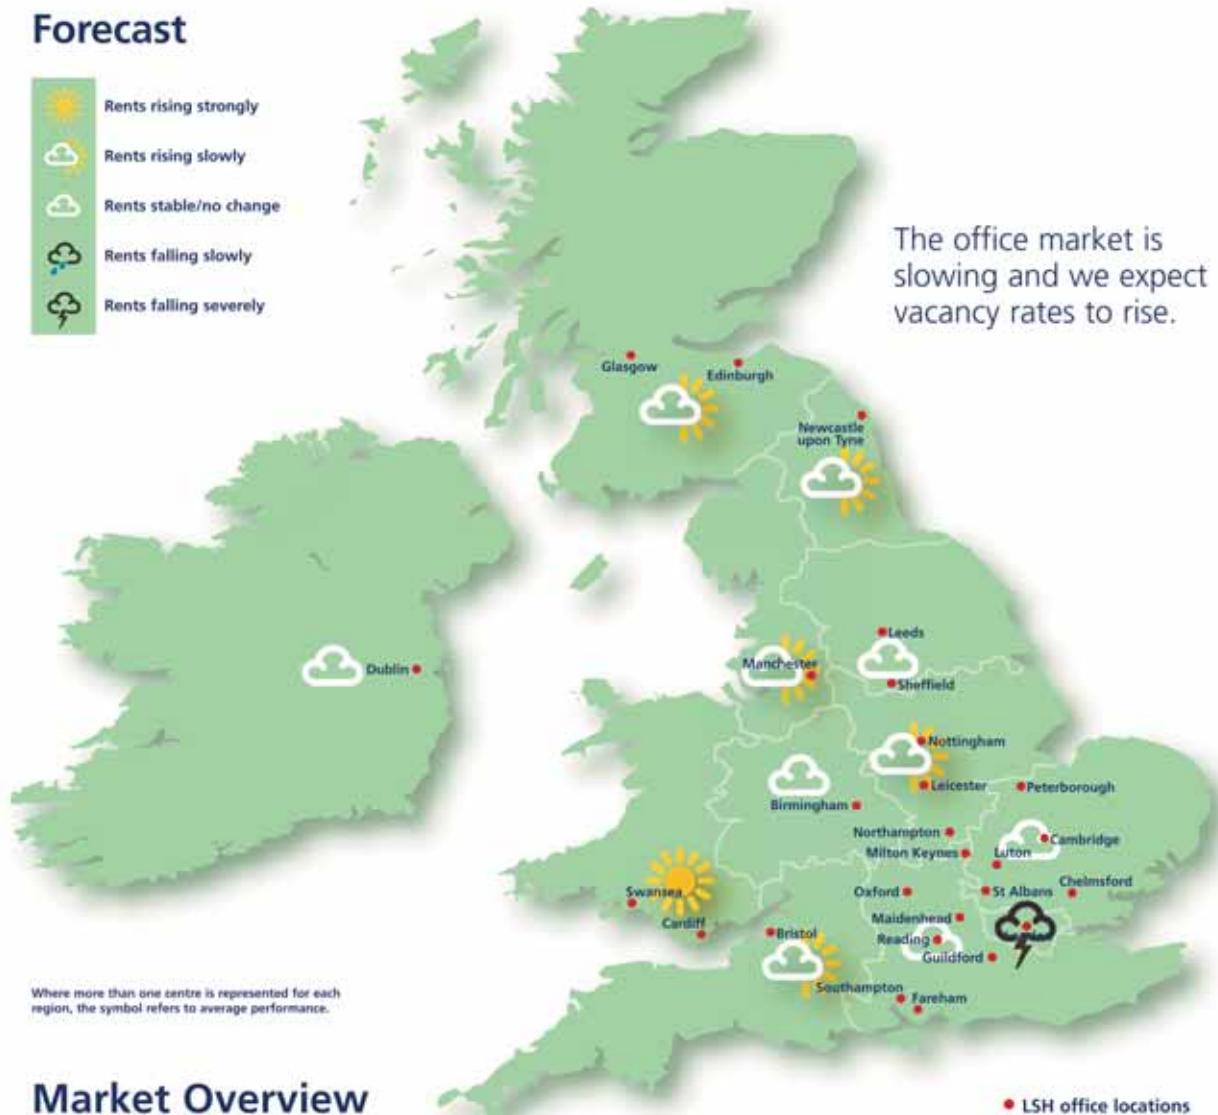 Forecast
Rents rising strongly
Rents rising slowly
Rents stable/no change
Rents falling slowly
Rents falling severely
The office market is
slowing and we expect
vacancy rates to rise.
Glasgow
Edinburgh
Newcastle
upon Tyne
Leeds
Manchester
Dublin
Sheffield
Nottingham
Leicester
Peterborough
Birmingham
Northampton
Cambridge
Milton Keynes
Luton
Swansea
Oxford
St Albans
Chelmsford
Maidenhead
Cardiff
Bristol
Reading
Guildford
Southampton
Fareham
Where more than one centre is represented for each
region, the symbol refers to average performance.
Market Overview
LSH office locations